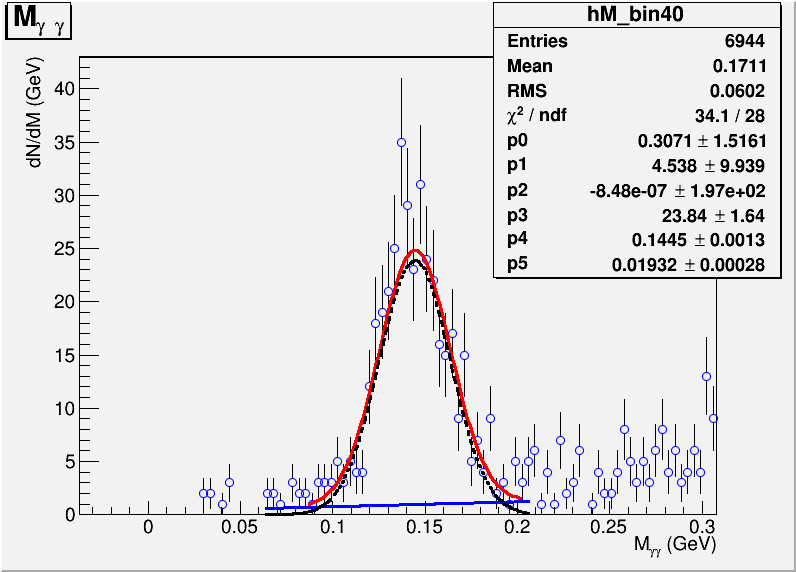 Mγ γ
hM_bin40
Entries 6944
Mean 0.1711
RMS 0.0602
χ² / ndf 34.1 / 28
p0 0.3071 ± 1.5161
p1 4.538 ± 9.939
p2 -8.48e-07 ± 1.97e+02
p3 23.84 ± 1.64
p4 0.1445 ± 0.0013
p5 0.01932 ± 0.00028
dN/dM (GeV)
40
35
30
25
20
15
10
5
0
0 0.05 0.1 0.15 0.2 0.25 0.3
Mγγ (GeV)